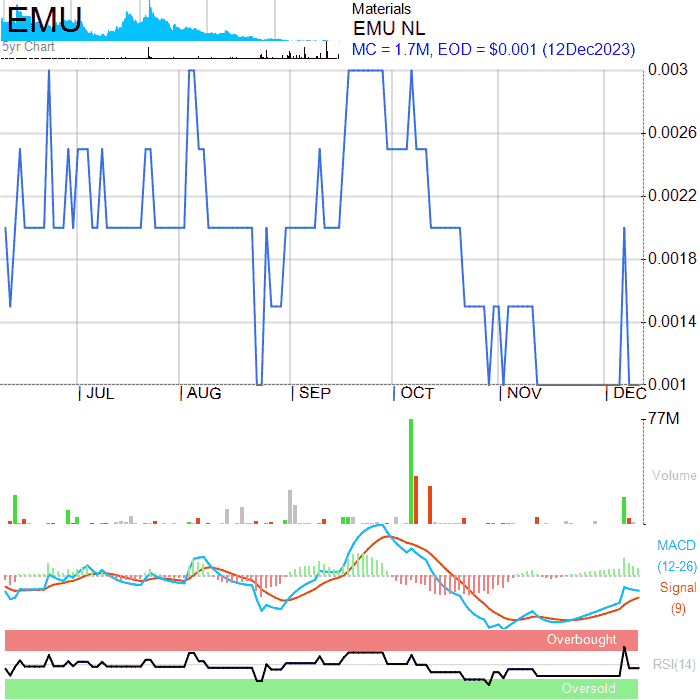 EMU
5yr Chart
Materials
EMU NL
MC = 1.7M, EOD = $0.001 (12Dec2023)
0.003
0.0026
0.0022
0.0018
0.0014
0.001
JUL
AUG
SEP
OCT
NOV
DEC
77M
Volume
MACD
(12-26)
Signal
(9)
Overbought
RSI(14)
Oversold